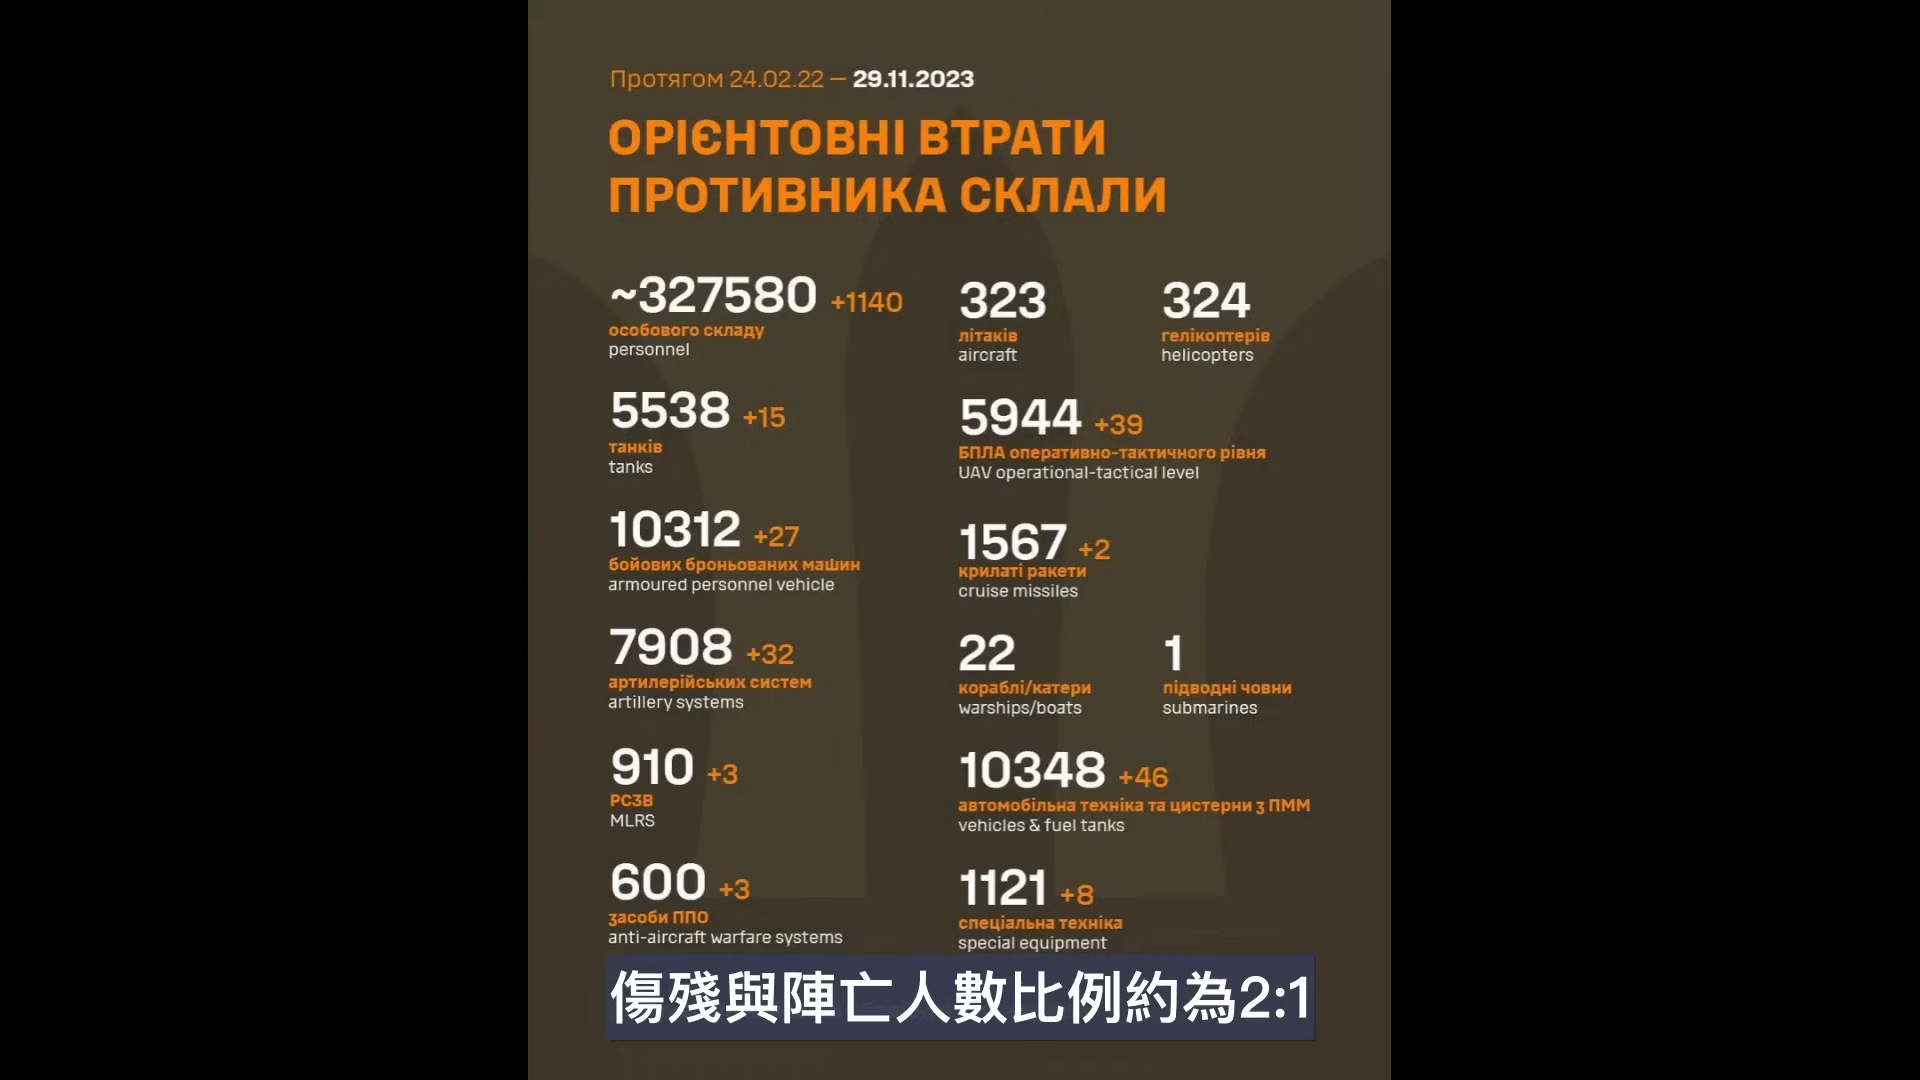 Протягом 24.02.22 — 29.11.2023
ОРІЄНТОВНІ ВТРАТИ
ПРОТИВНИКА СКЛАЛИ
~327580 +1140
особового складу
personnel
323
літаків
aircraft
324
гелікоптерів
helicopters
5538 +15
танків
tanks
5944 +39
БПЛА оперативно-тактичного рівня
UAV operational-tactical level
10312 +27
бойових броньованих машин
armoured personnel vehicle
1567 +2
крилаті ракети
cruise missiles
7908 +32
артилерійських систем
artillery systems
22
кораблі/катери
warships/boats
1
підводні човни
submarines
910 +3
РСЗВ
MLRS
10348 +46
автомобільна техніка та цистерни з ПММ
vehicles & fuel tanks
600 +3
засоби ППО
anti-aircraft warfare systems
1121 +8
спеціальна техніка
special equipment
傷殘與陣亡人數比例約為2:1